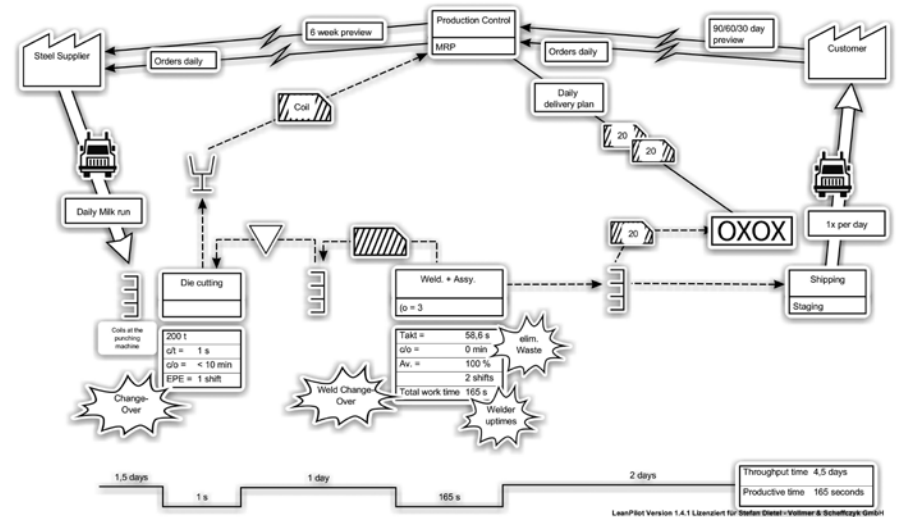 Production Control
MRP
6 week preview
90/60/30 day
preview
Steel Supplier
Customer
Orders daily
Orders daily
Daily
delivery plan
Coil
20
20
Daily Milk run
1x per day
20
OXOX
Die cutting
Weld. + Assy.
(o = 3
Shipping
Staging
Coils at the
punching
machine
200 t
c/t = 1 s
c/o = < 10 min
EPE = 1 shift
Takt = 58,6 s
c/o = 0 min
Av. = 100 %
2 shifts
Total work time 165 s
elim.
Waste
Change-
Over
Weld Change-
Over
Welder
uptimes
1,5 days
1 s
1 day
165 s
2 days
Throughput time 4,5 days
Productive time 165 seconds
LeanPilot Version 1.4.1 Lizenziert für Stefan Dietel - Vollmer & Scheffczyk GmbH